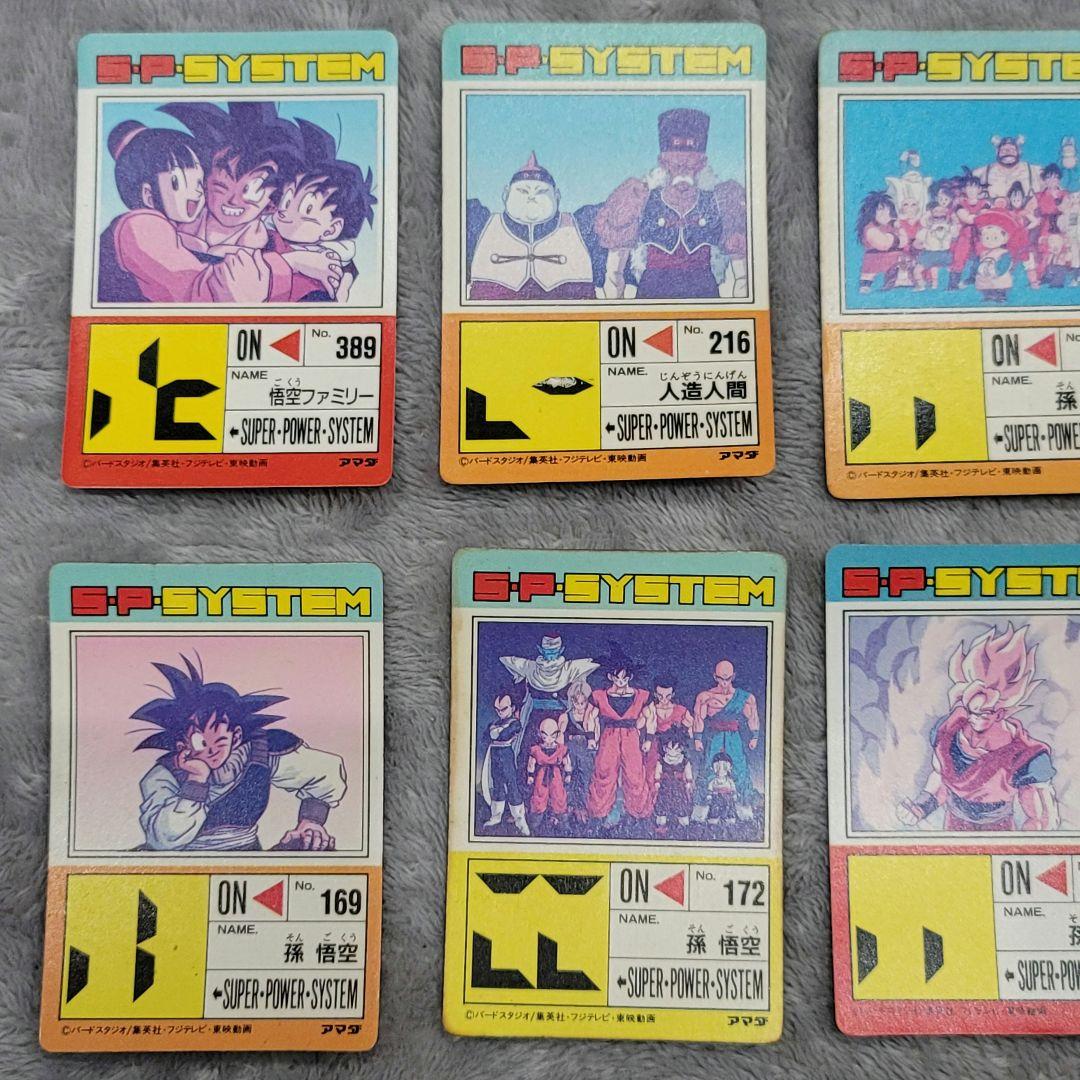 S·P·SYSTEM
ON
No.
389
NAME
ごくう
悟空ファミリー
SUPER·POWER·SYSTEM
©バードスタジオ/集英社・フジテレビ・東映動画
アマダ
S·P·SYSTEM
RR
RR
ON
No.
216
NAME.
じんぞうにんげん
人造人間
SUPER·POWER·SYSTEM
©バードスタジオ/集英社・フジテレビ・東映動画
アマダ
S·P·SYSTE
ON
No
NAME.
そん
孫
SUPER·POWE
©バードスタジオ/集英社・フジテレビ・東映動画
S·P·SYSTEM
ON
No.
169
NAME.
そん ご くう
孫 悟空
SUPER·POWER·SYSTEM
©バードスタジオ/集英社・フジテレビ・東映動画
アマダ
S·P·SYSTEM
ON
No.
172
NAME.
そん ご くう
孫 悟空
SUPER·POWER·SYSTEM
©バードスタジオ/集英社・フジテレビ・東映動画
アマダ
S·P·SYSTE
ON
NAME.
そん
孫
SUPER·POW